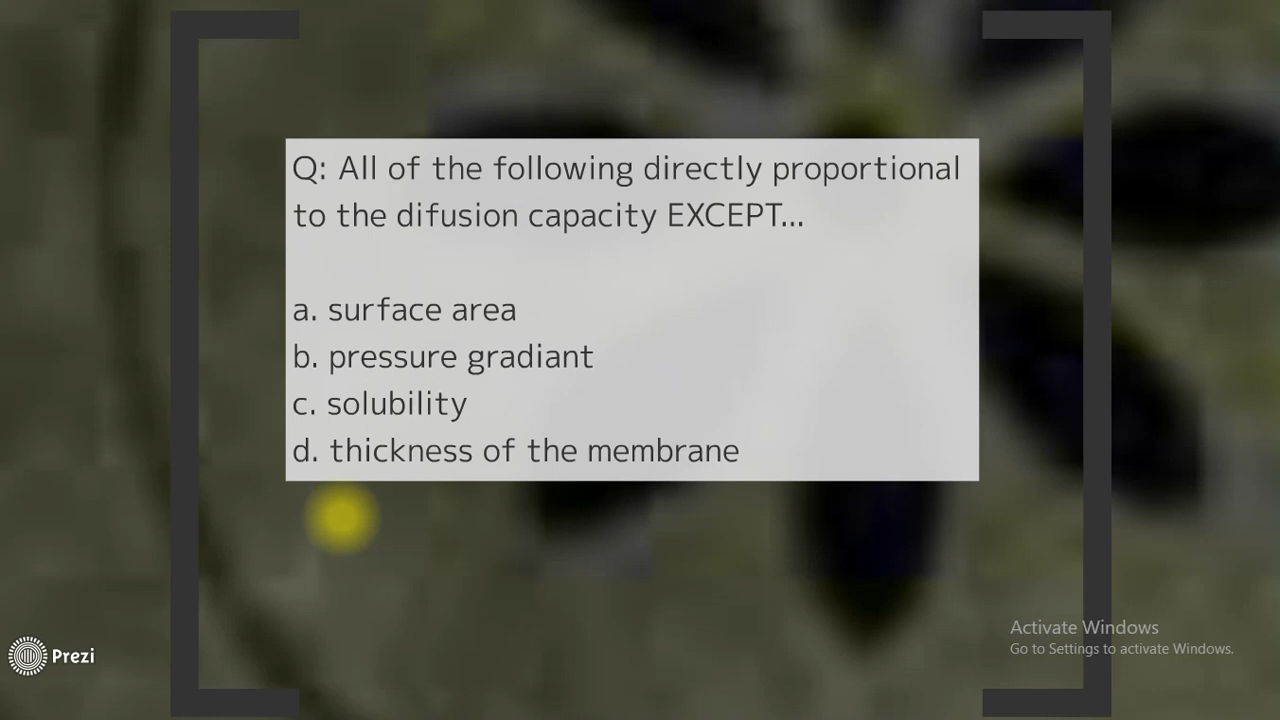 Q: All of the following directly proportional
to the difusion capacity EXCEPT...
a. surface area
b. pressure gradiant
c. solubility
d. thickness of the membrane
Activate Windows
Go to Settings to activate Windows.
Prezi